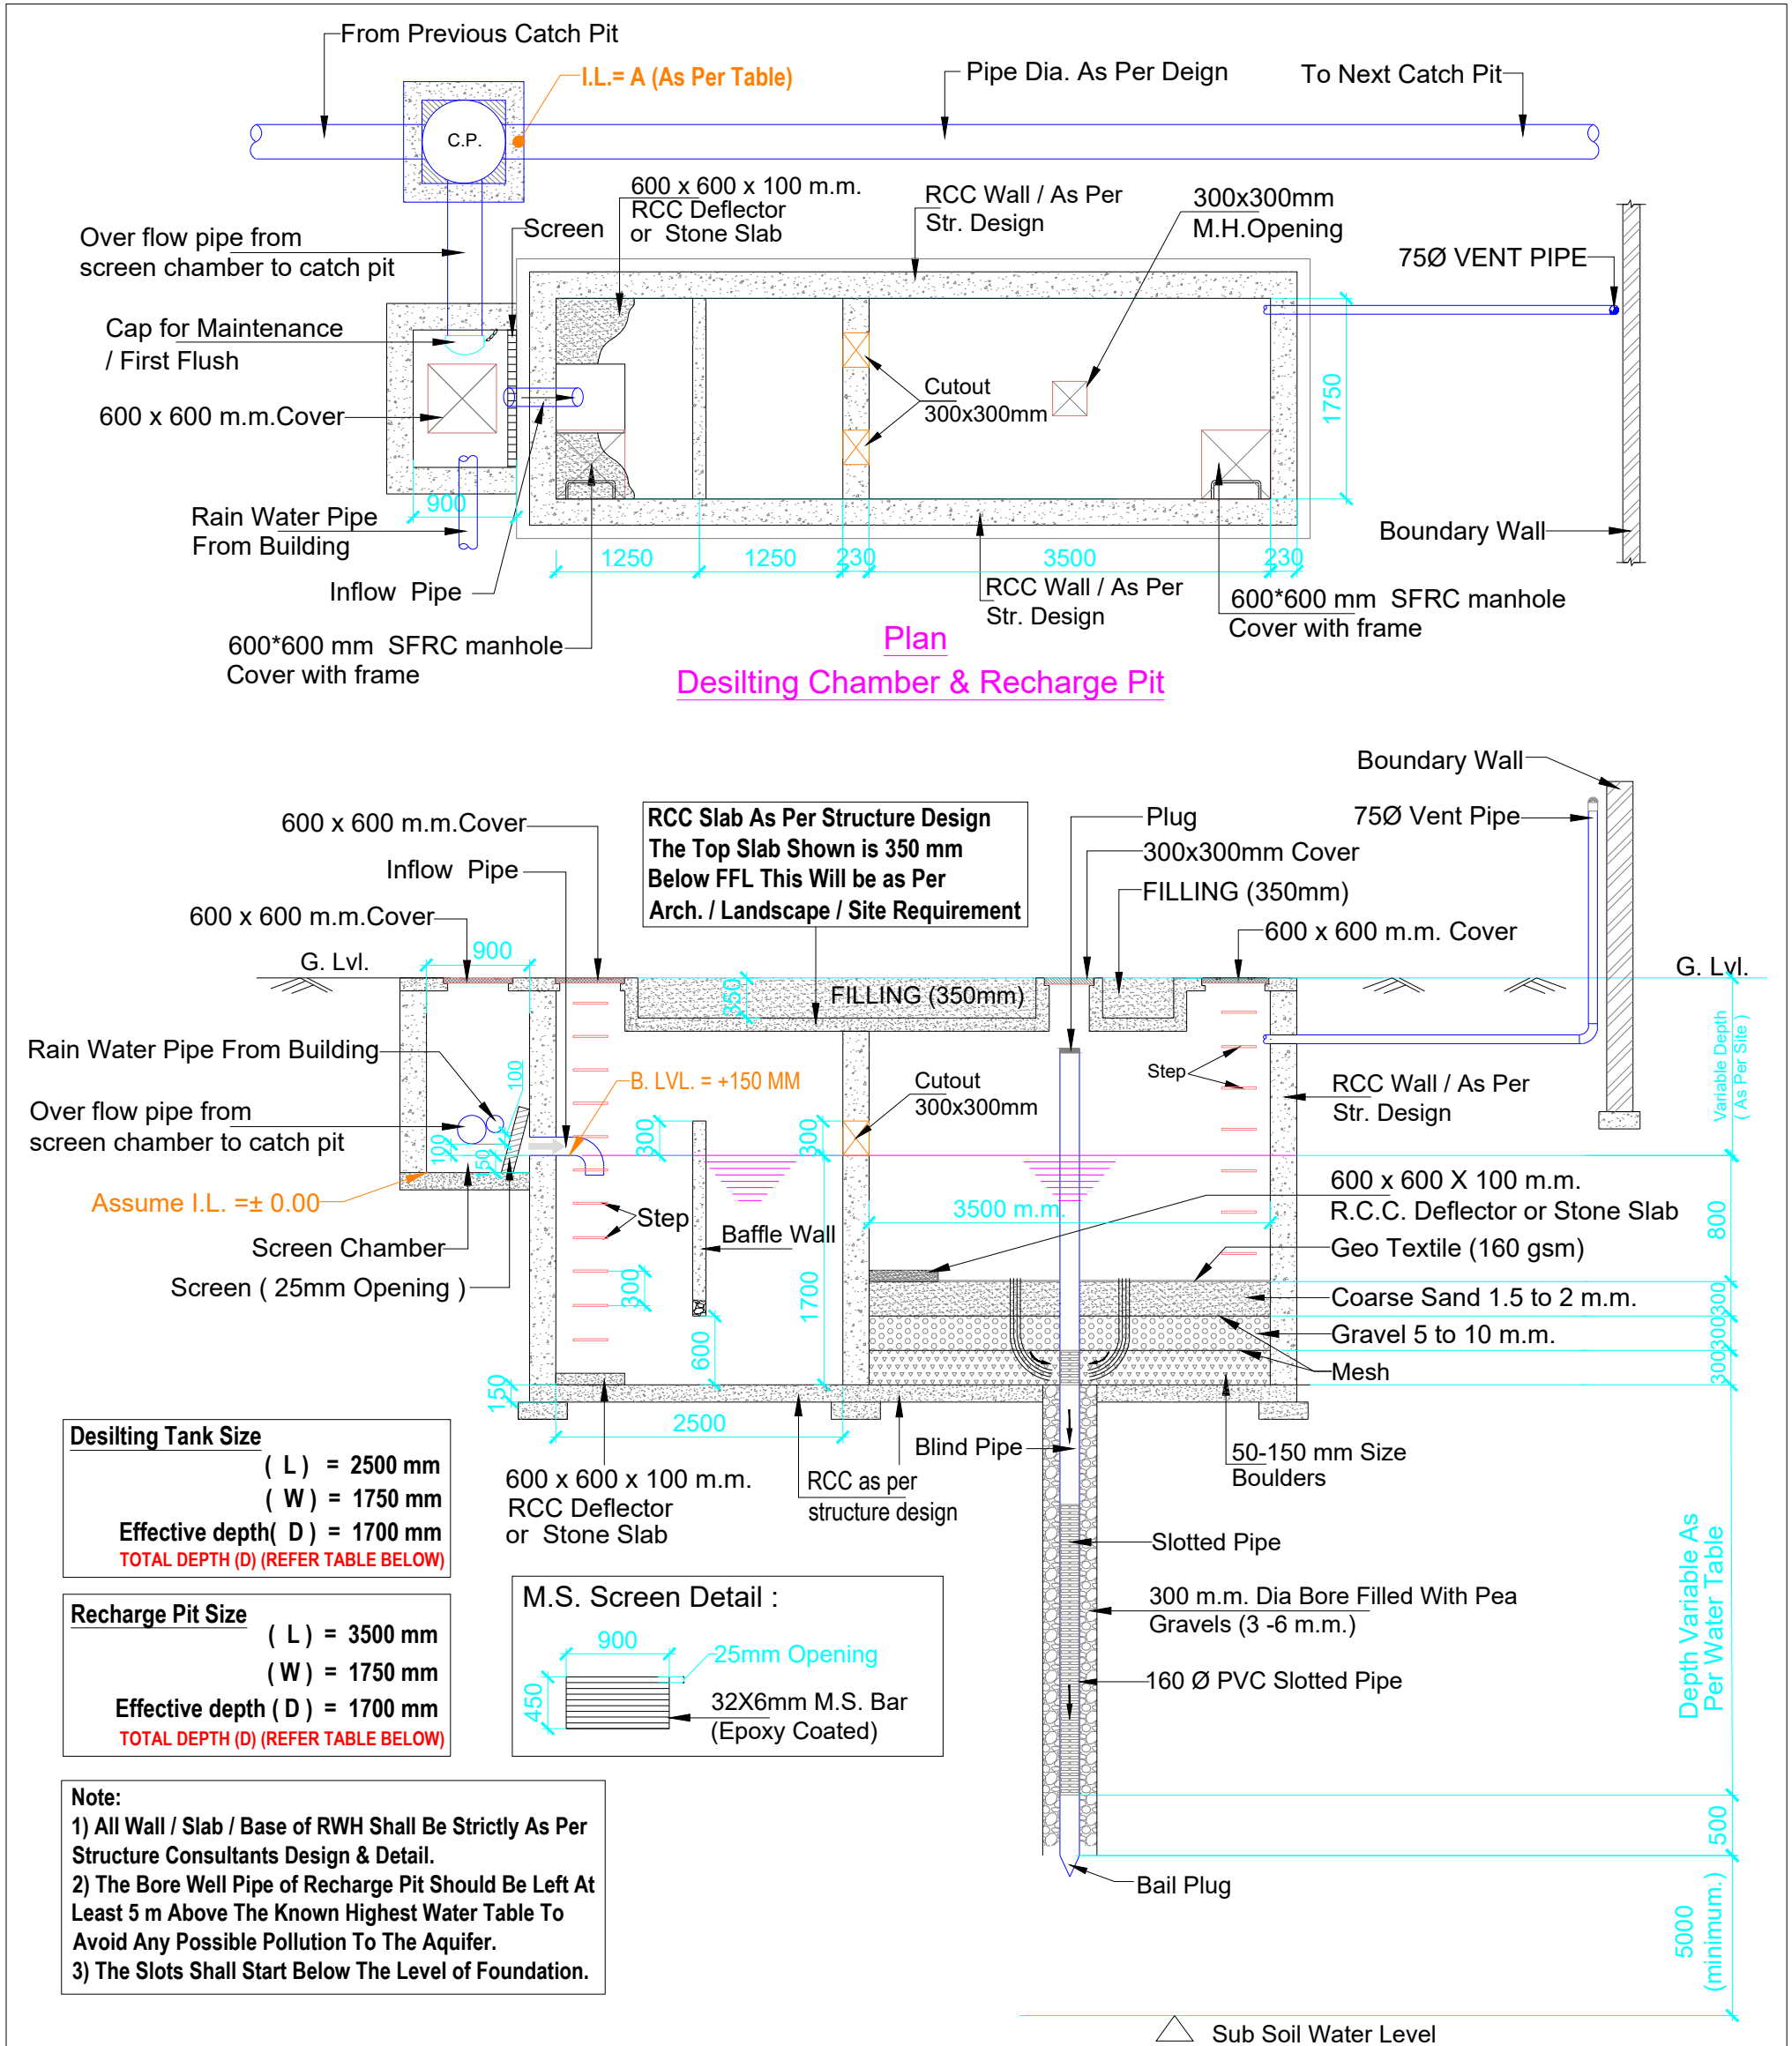 From Previous Catch Pit
I.L.= A (As Per Table)
Pipe Dia. As Per Deign
To Next Catch Pit
C.P.
600 x 600 x 100 m.m.
RCC Deflector
or Stone Slab
RCC Wall / As Per
Str. Design
300x300mm
M.H.Opening
Screen
Over flow pipe from
screen chamber to catch pit
75Ø VENT PIPE
Cap for Maintenance
/ First Flush
600 x 600 m.m.Cover
Cutout
300x300mm
1750
900
Rain Water Pipe
From Building
Boundary Wall
1250
1250
230
3500
230
Inflow Pipe
RCC Wall / As Per
Str. Design
600*600 mm SFRC manhole
Cover with frame
600*600 mm SFRC manhole
Cover with frame
Plan
Desilting Chamber & Recharge Pit
Boundary Wall
600 x 600 m.m.Cover
RCC Slab As Per Structure Design
The Top Slab Shown is 350 mm
Below FFL This Will be as Per
Arch. / Landscape / Site Requirement
Plug
75Ø Vent Pipe
300x300mm Cover
Inflow Pipe
FILLING (350mm)
600 x 600 m.m.Cover
600 x 600 m.m. Cover
900
G. Lvl.
G. Lvl.
350
FILLING (350mm)
Variable Depth
( As Per Site )
Rain Water Pipe From Building
100
B. LVL. = +150 MM
Cutout
300x300mm
Step
RCC Wall / As Per
Str. Design
Over flow pipe from
screen chamber to catch pit
300
300
100
150
600 x 600 X 100 m.m.
R.C.C. Deflector or Stone Slab
Assume I.L. =± 0.00
Step
3500 m.m.
800
Baffle Wall
Screen Chamber
Geo Textile (160 gsm)
Screen ( 25mm Opening )
300
1700
Coarse Sand 1.5 to 2 m.m.
300
Gravel 5 to 10 m.m.
300
600
Mesh
300
150
2500
Blind Pipe
50-150 mm Size
Boulders
600 x 600 x 100 m.m.
RCC Deflector
or Stone Slab
RCC as per
structure design
Desilting Tank Size
( L ) = 2500 mm
( W ) = 1750 mm
Effective depth( D ) = 1700 mm
TOTAL DEPTH (D) (REFER TABLE BELOW)
Slotted Pipe
Depth Variable As
Per Water Table
Recharge Pit Size
( L ) = 3500 mm
( W ) = 1750 mm
Effective depth ( D ) = 1700 mm
TOTAL DEPTH (D) (REFER TABLE BELOW)
M.S. Screen Detail :
900
25mm Opening
450
32X6mm M.S. Bar
(Epoxy Coated)
300 m.m. Dia Bore Filled With Pea
Gravels (3 -6 m.m.)
160 Ø PVC Slotted Pipe
Note:
1) All Wall / Slab / Base of RWH Shall Be Strictly As Per
Structure Consultants Design & Detail.
2) The Bore Well Pipe of Recharge Pit Should Be Left At
Least 5 m Above The Known Highest Water Table To
Avoid Any Possible Pollution To The Aquifer.
3) The Slots Shall Start Below The Level of Foundation.
500
Bail Plug
5000
(minimum.)
Sub Soil Water Level